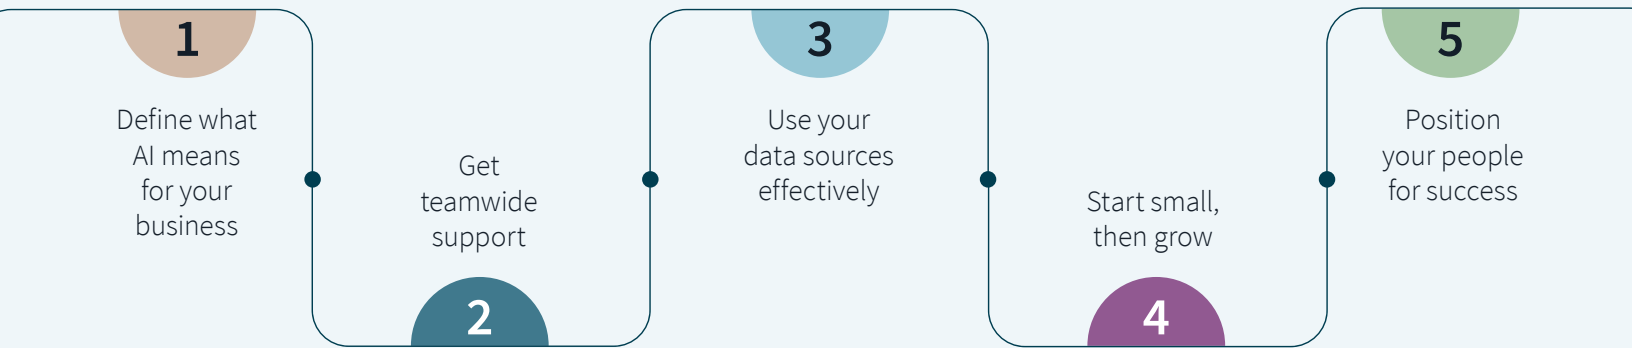 1
Define what
AI means
for your
business
Get
teamwide
support
2
3
Use your
data sources
effectively
Start small,
then grow
4
5
Position
your people
for success